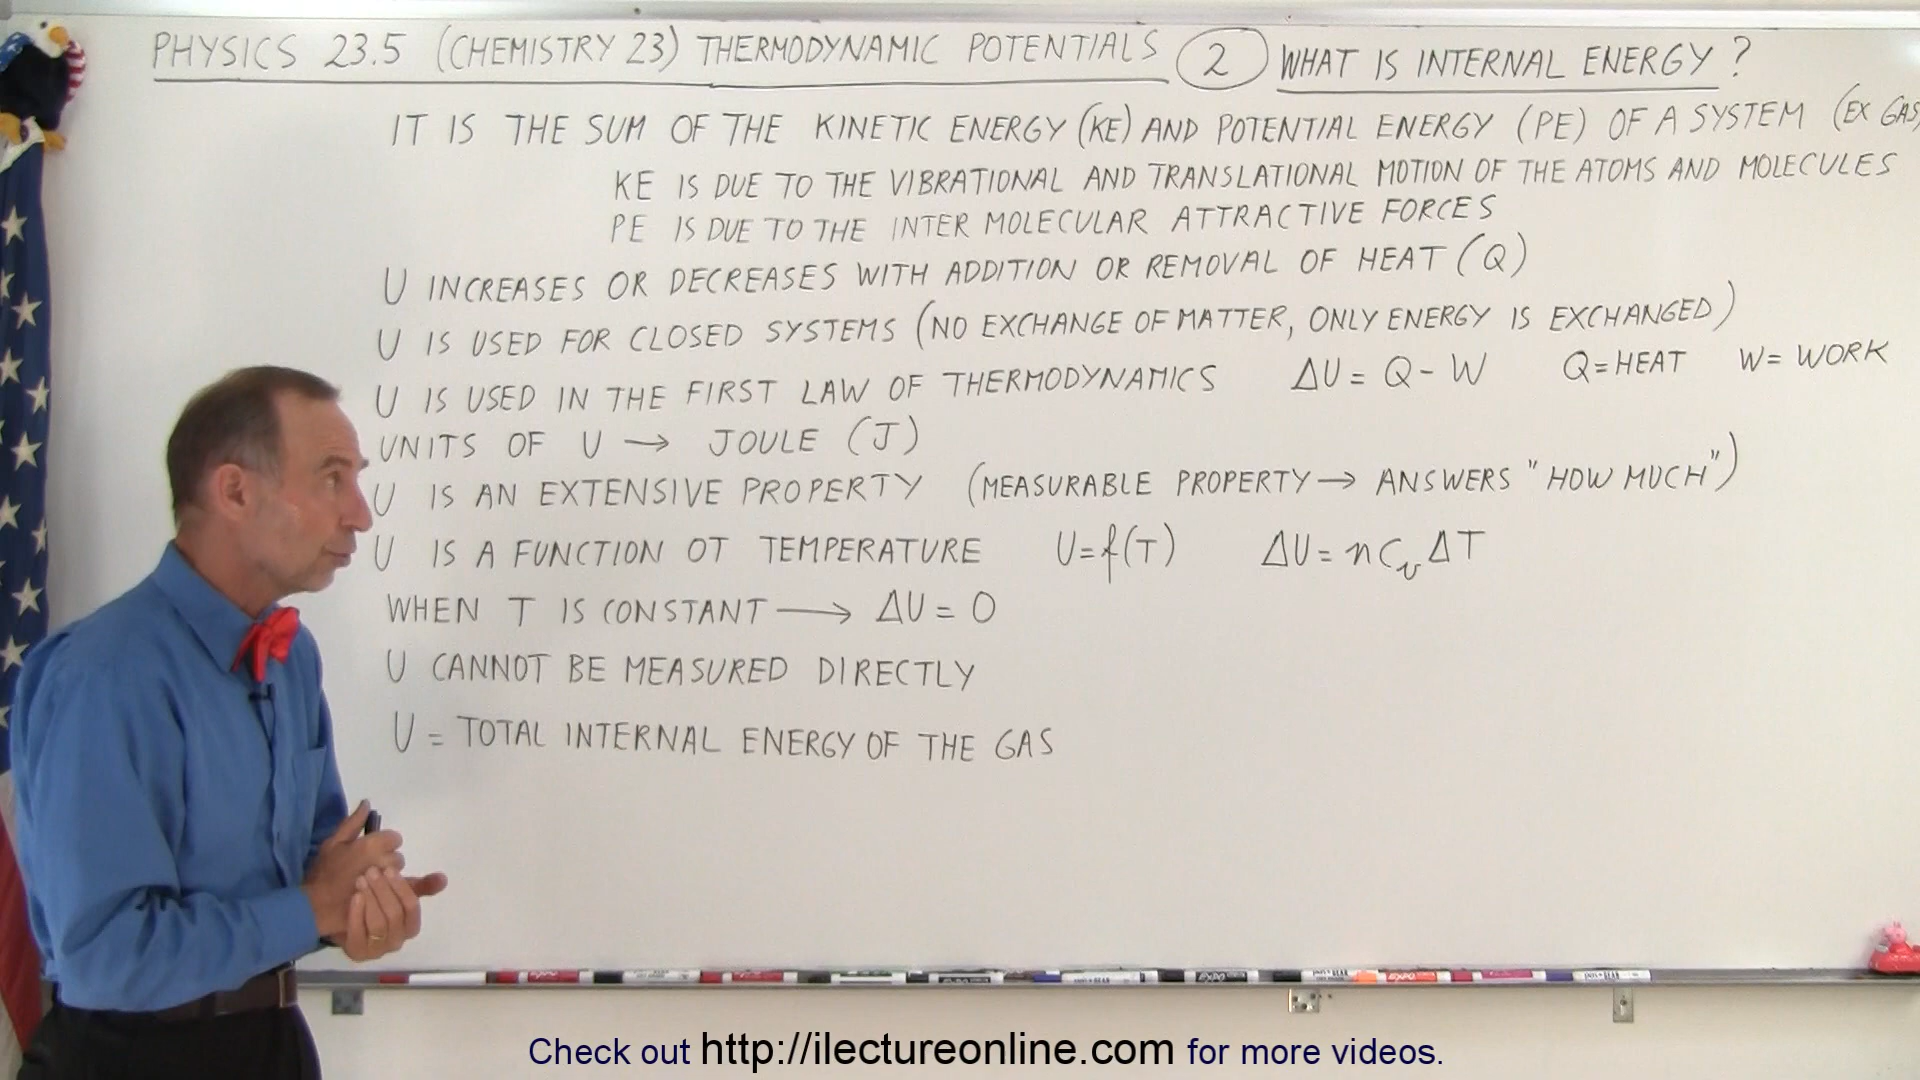 PHYSICS 23.5 (CHEMISTRY 23) THERMODYNAMIC POTENTIALS 2 WHAT IS INTERNAL ENERGY?
IT IS THE SUM OF THE KINETIC ENERGY (KE) AND POTENTIAL ENERGY (PE) OF A SYSTEM (EX GAS)
KE IS DUE TO THE VIBRATIONAL AND TRANSLATIONAL MOTION OF THE ATOMS AND MOLECULES
PE IS DUE TO THE INTER MOLECULAR ATTRACTIVE FORCES
U INCREASES OR DECREASES WITH ADDITION OR REMOVAL OF HEAT (Q)
U IS USED FOR CLOSED SYSTEMS (NO EXCHANGE OF MATTER, ONLY ENERGY IS EXCHANGED)
U IS USED IN THE FIRST LAW OF THERMODYNAMICS ΔU = Q - W Q = HEAT W = WORK
UNITS OF U → JOULE (J)
U IS AN EXTENSIVE PROPERTY (MEASURABLE PROPERTY → ANSWERS "HOW MUCH")
U IS A FUNCTION OT TEMPERATURE U = f(T) ΔU = n Cv ΔT
WHEN T IS CONSTANT → ΔU = 0
U CANNOT BE MEASURED DIRECTLY
U = TOTAL INTERNAL ENERGY OF THE GAS
Check out http://ilectureonline.com for more videos.